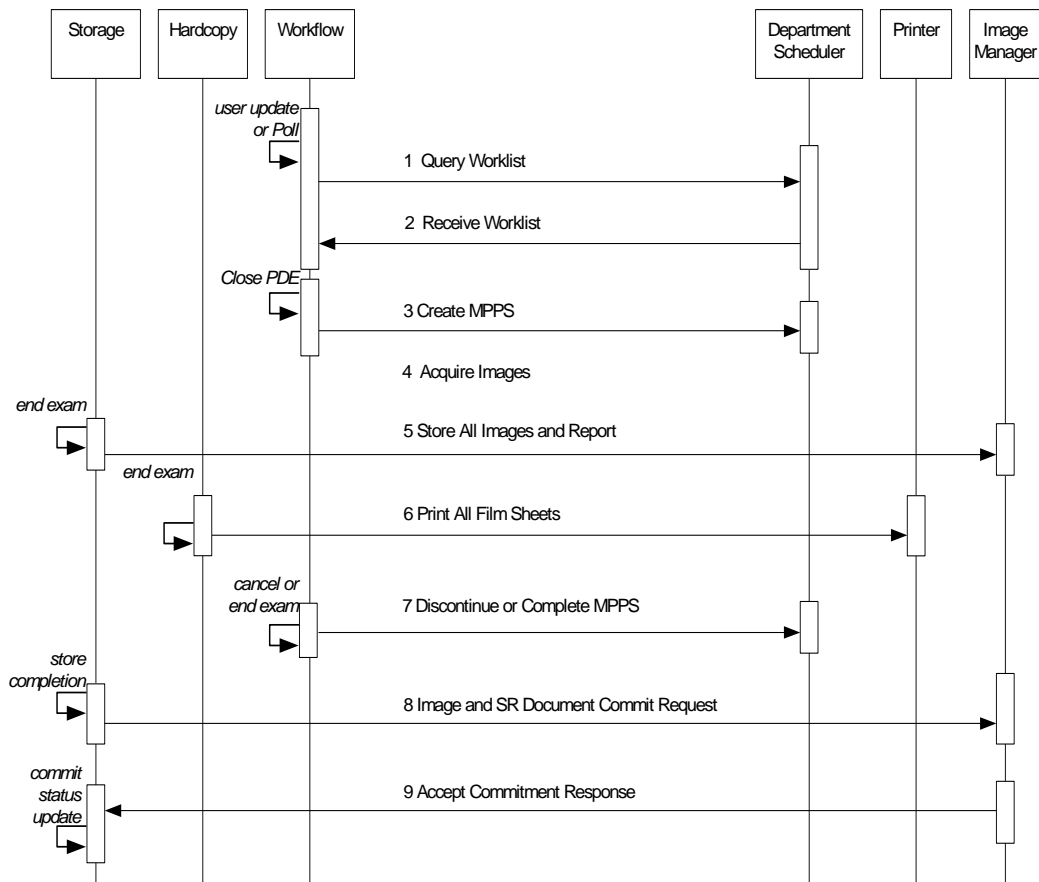 Storage
Hardcopy
Workflow
Department
Scheduler
Printer
Image
Manager
user update
or Poll
1 Query Worklist
2 Receive Worklist
Close PDE
3 Create MPPS
4 Acquire Images
end exam
5 Store All Images and Report
end exam
6 Print All Film Sheets
cancel or
end exam
7 Discontinue or Complete MPPS
store
completion
8 Image and SR Document Commit Request
commit
status
update
9 Accept Commitment Response